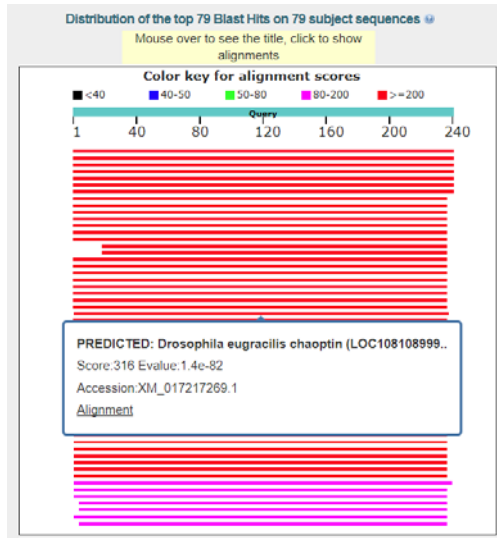 Distribution of the top 79 Blast Hits on 79 subject sequences
Mouse over to see the title, click to show
alignments
Color key for alignment scores
<40 40-50 50-80 80-200 >=200
Query
1 40 80 120 160 200 240
PREDICTED: Drosophila eugracilis chaoptin (LOC108108999..
Score:316 Evalue:1.4e-82
Accession:XM_017217269.1
Alignment